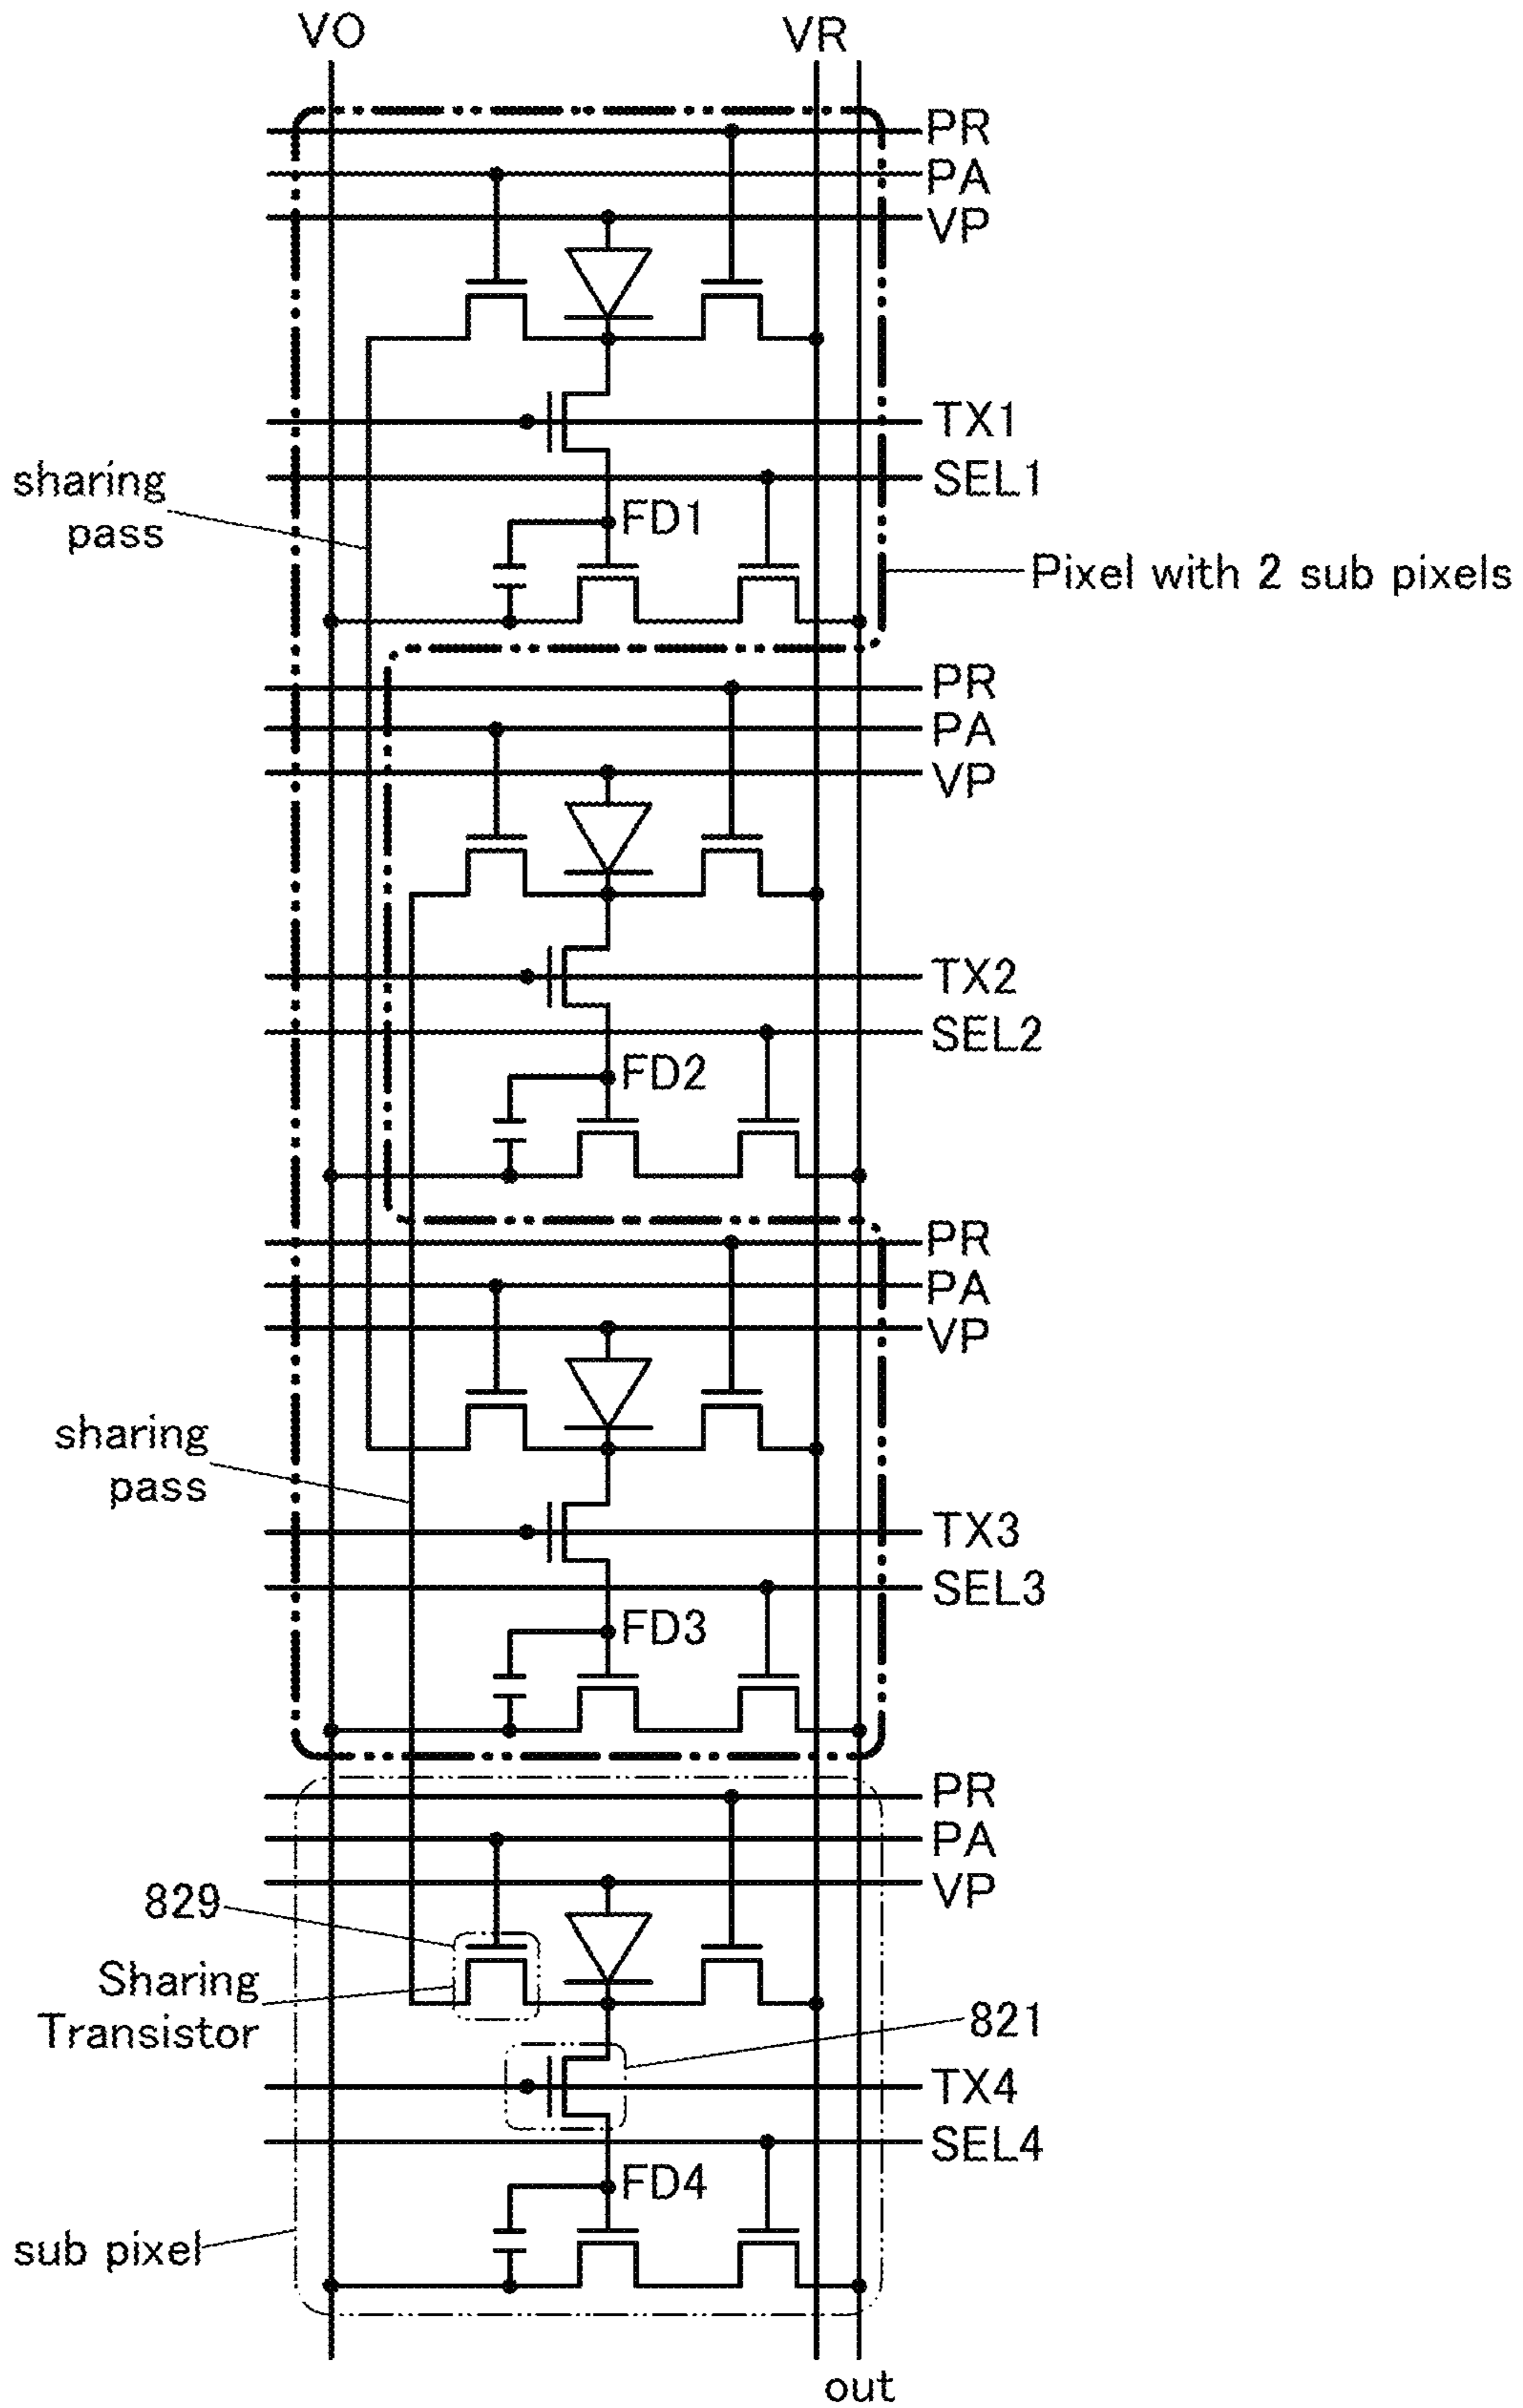 VO
VR
PR
PA
VP
TX1
sharing
pass
SEL1
FD1
Pixel with 2 sub pixels
PR
PA
VP
TX2
SEL2
FD2
PR
PA
VP
sharing
pass
TX3
SEL3
FD3
PR
PA
VP
829
Sharing
Transistor
821
TX4
SEL4
FD4
sub pixel
out